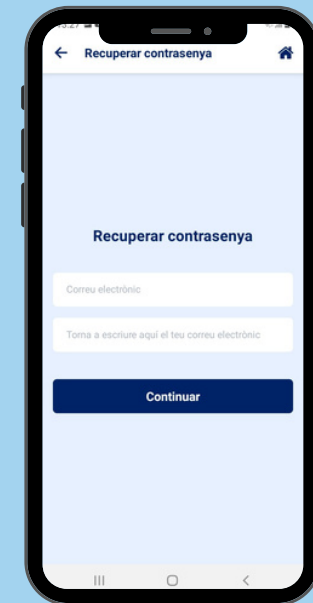 Recuperar contrasenya
Recuperar contrasenya
Correu electrònic
Torna a escriure aquí el teu correu electrònic
Continuar